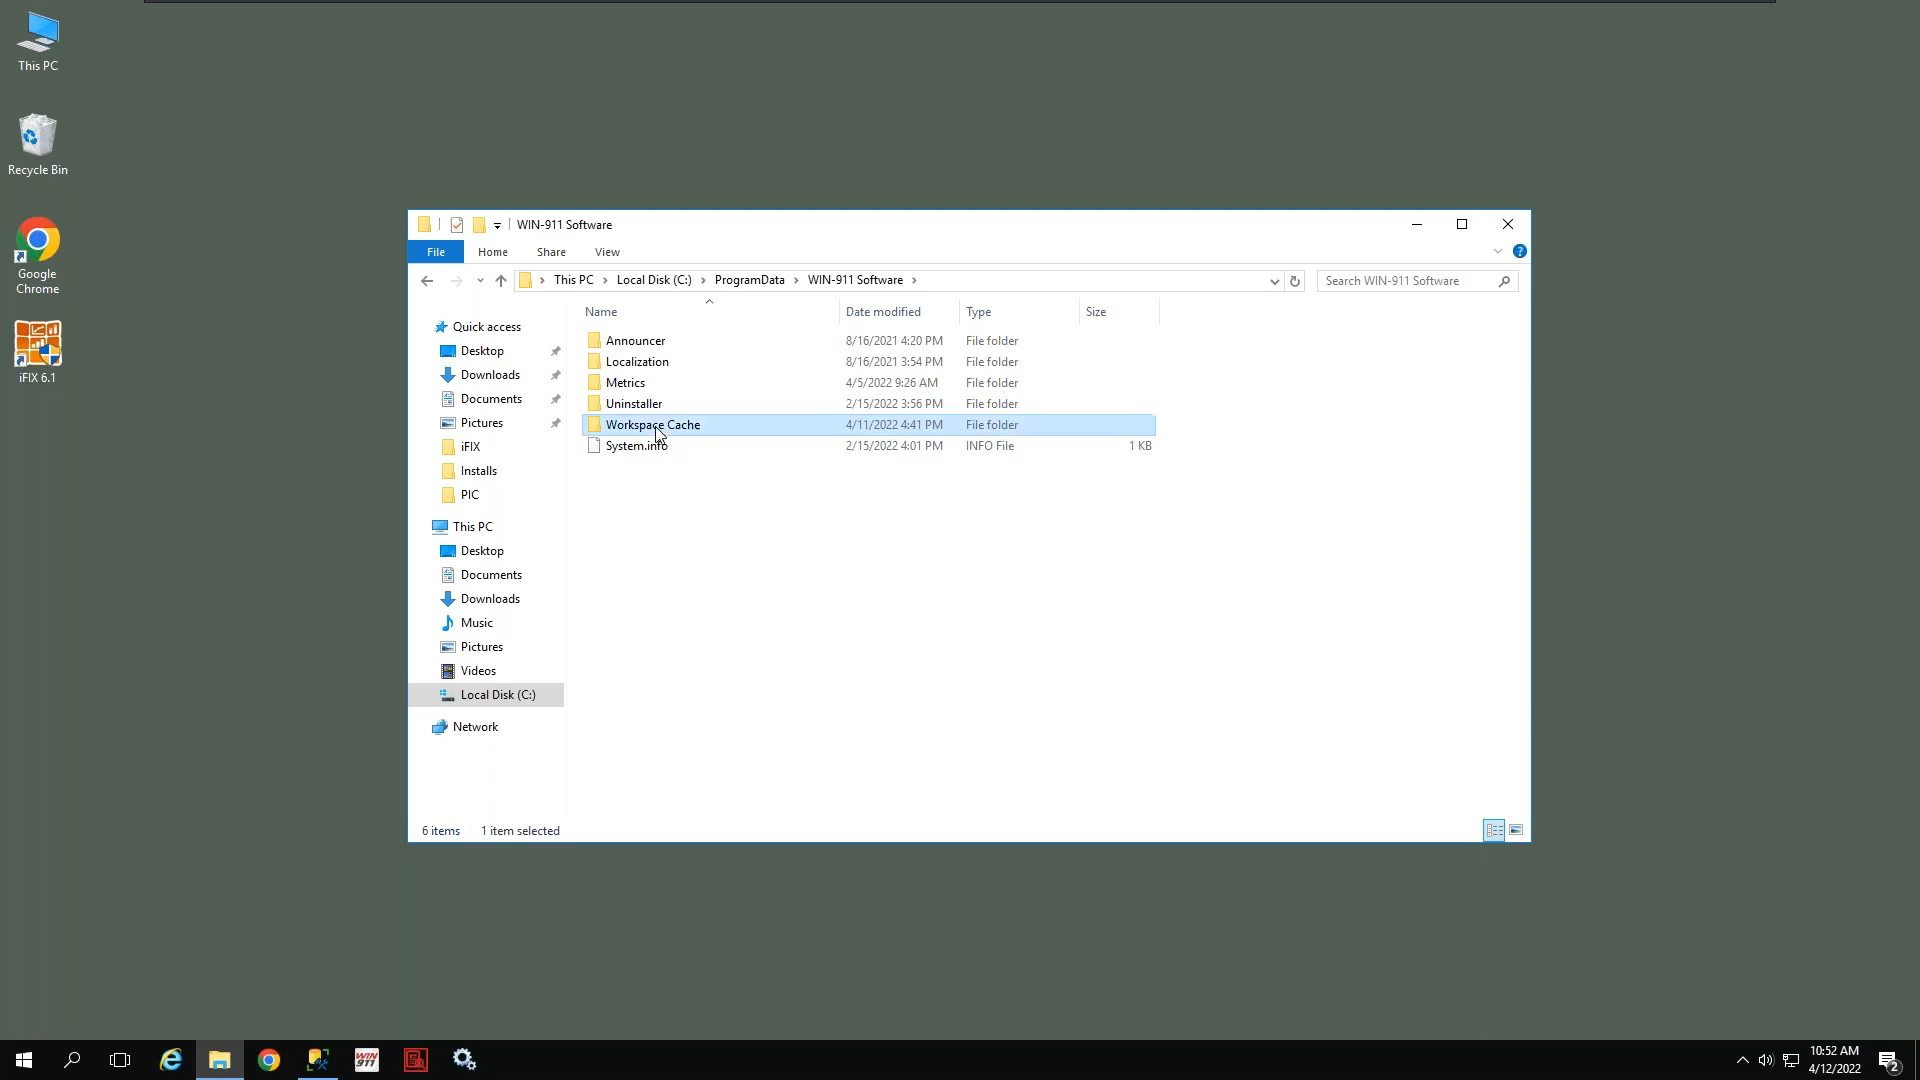 This PC
Recycle Bin
Google
Chrome
iFIX 6.1
WIN-911 Software
File Home Share View
This PC Local Disk (C:) ProgramData WIN-911 Software
Search WIN-911 Software
Name Date modified Type Size
Quick access
Desktop
Downloads
Documents
Pictures
iFIX
Installs
PIC
This PC
Desktop
Documents
Downloads
Music
Pictures
Videos
Local Disk (C:)
Network
Announcer 8/16/2021 4:20 PM File folder
Localization 8/16/2021 3:54 PM File folder
Metrics 4/5/2022 9:26 AM File folder
Uninstaller 2/15/2022 3:56 PM File folder
Workspace Cache 4/11/2022 4:41 PM File folder
System.info 2/15/2022 4:01 PM INFO File 1 KB
6 items 1 item selected
WIN
911
10:52 AM
4/12/2022
2